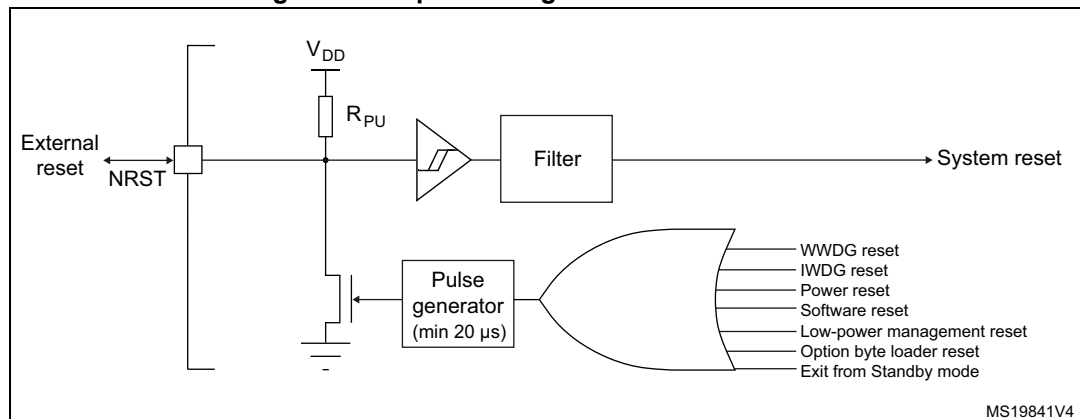 V DD
R PU
External
reset
NRST
Filter
System reset
Pulse
generator
(min 20 µs)
WWDG reset
IWDG reset
Power reset
Software reset
Low-power management reset
Option byte loader reset
Exit from Standby mode
MS19841V4